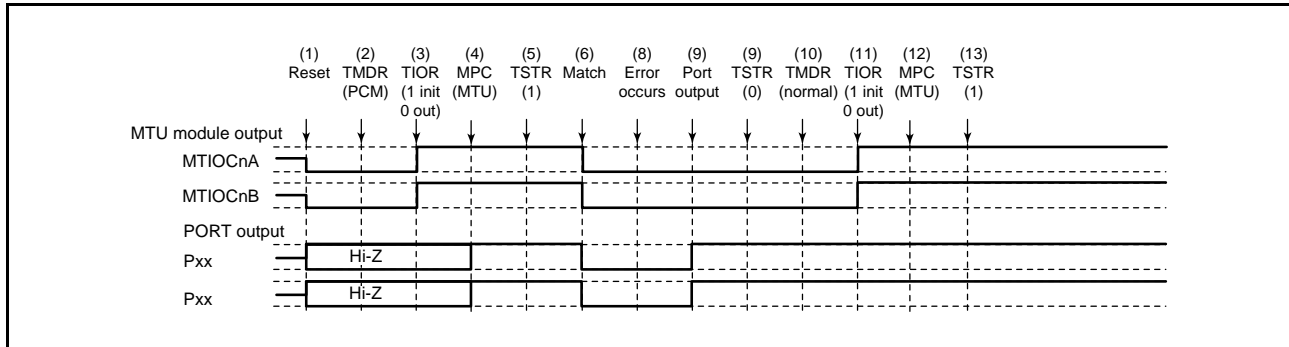 (1) (2) (3) (4) (5) (6) (8) (9) (9) (10) (11) (12) (13)
Reset TMDR TIOR MPC TSTR Match Error Port TSTR TMDR TIOR MPC TSTR
(PCM) (1 init (MTU) (1) occurs output (0) (normal) (1 init (MTU) (1)
0 out) 0 out)
MTU module output
MTIOCnA
MTIOCnB
PORT output
Pxx Hi-Z
Pxx Hi-Z